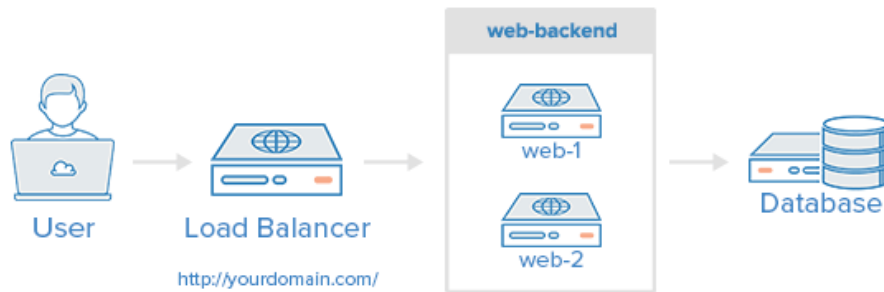 web-backend
web-1
web-2
User
Load Balancer
http://yourdomain.com/
Database